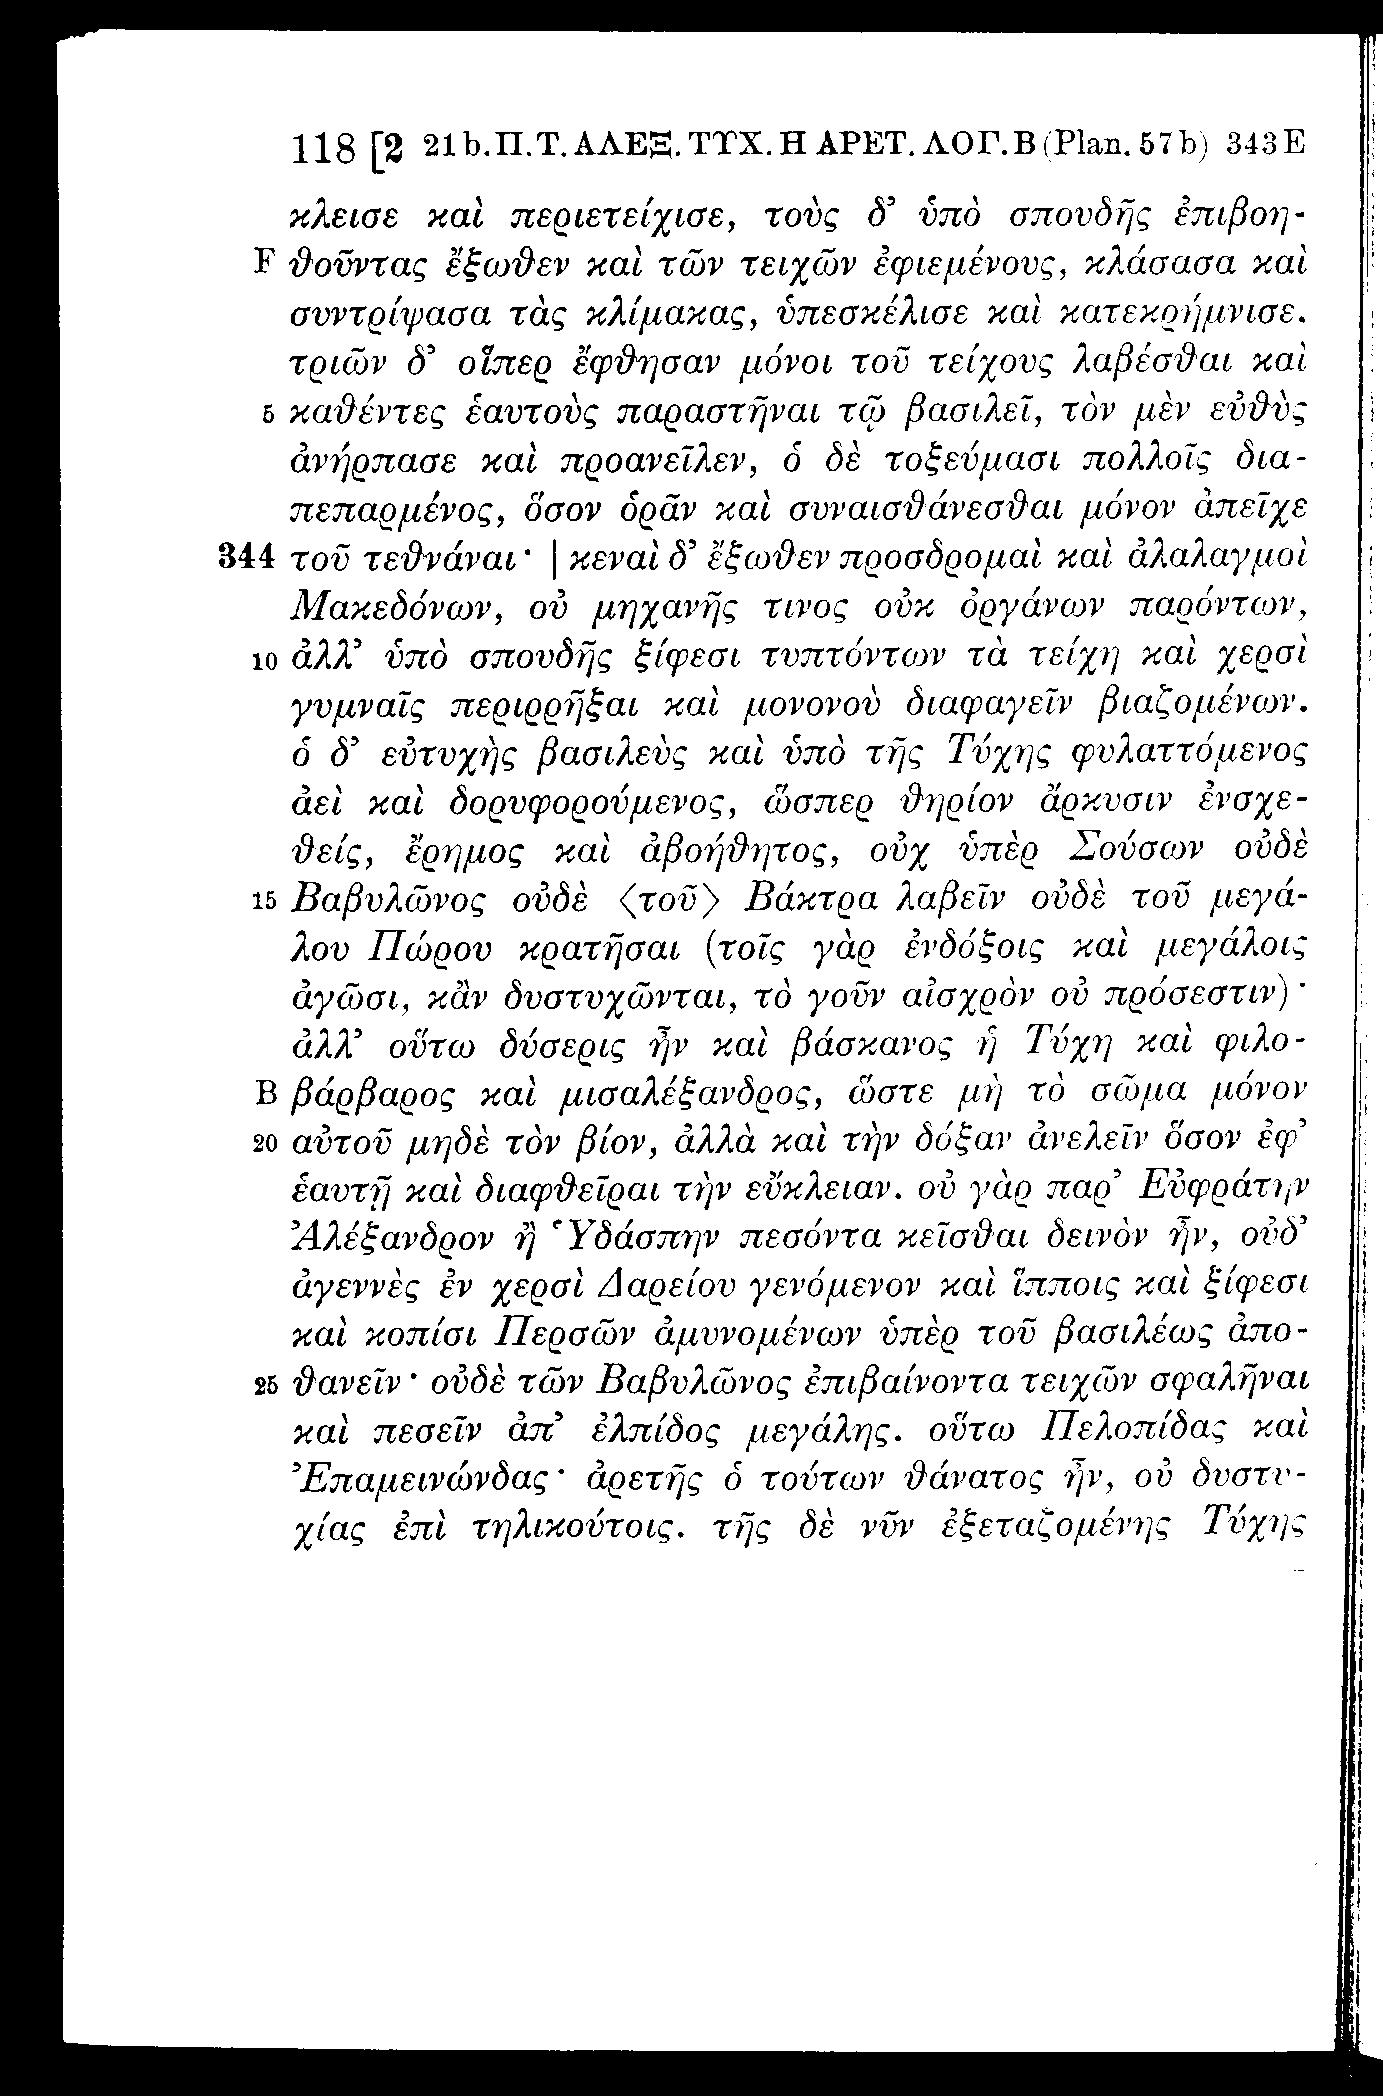 118 [2 21b. Π. Τ. ΑΛΕΞ. ΤΥΧ. Η ΑΡΕΤ. ΛΟΓ. Β (Plan. 57b) 343 E
κλεισε καὶ περιετείχισε, τοὺς δ’ ὑπὸ σπουδῆς ἐπιβοη-
F θοῦντας ἔξωθεν καὶ τῶν τειχῶν ἐφιεμένους, κλάσασα καὶ
συντρίψασα τὰς κλίμακας, ὑπεσκέλισε καὶ κατεκρήμνισε.
τριῶν δ’ οἵπερ ἔφθησαν μόνοι τοῦ τείχους λαβέσθαι καὶ
5 καθέντες ἑαυτοὺς παραστῆναι τῷ βασιλεῖ, τὸν μὲν εὐθὺς
ἀνήρπασε καὶ προανεῖλεν, ὁ δὲ τοξεύμασι πολλοῖς δια-
πεπαρμένος, ὅσον ὁρᾶν καὶ συναισθάνεσθαι μόνον ἀπεῖχε
344 τοῦ τεθνάναι· | κεναὶ δ’ ἔξωθεν προσδρομαὶ καὶ ἀλαλαγμοὶ
Μακεδόνων, οὐ μηχανῆς τινος οὐκ ὀργάνων παρόντων,
10 ἀλλ’ ὑπὸ σπουδῆς ξίφεσι τυπτόντων τὰ τείχη καὶ χερσὶ
γυμναῖς περιρρῆξαι καὶ μονονοὺ διαφαγεῖν βιαζομένων.
ὁ δ’ εὐτυχὴς βασιλεὺς καὶ ὑπὸ τῆς Τύχης φυλαττόμενος
ἀεὶ καὶ δορυφορούμενος, ὥσπερ θηρίον ἄρκυσιν ἐνσχε-
θείς, ἔρημος καὶ ἀβοήθητος, οὐχ ὑπὲρ Σούσων οὐδὲ
15 Βαβυλῶνος οὐδὲ ⟨τοῦ⟩ Βάκτρα λαβεῖν οὐδὲ τοῦ μεγά-
λου Πώρου κρατῆσαι (τοῖς γὰρ ἐνδόξοις καὶ μεγάλοις
ἀγῶσι, κἂν δυστυχῶνται, τὸ γοῦν αἰσχρὸν οὐ πρόσεστιν)·
ἀλλ’ οὕτω δύσερις ἦν καὶ βάσκανος ἡ Τύχη καὶ φιλο-
B βάρβαρος καὶ μισαλέξανδρος, ὥστε μὴ τὸ σῶμα μόνον
20 αὐτοῦ μηδὲ τὸν βίον, ἀλλὰ καὶ τὴν δόξαν ἀνελεῖν ὅσον ἐφ’
ἑαυτῇ καὶ διαφθεῖραι τὴν εὔκλειαν. οὐ γὰρ παρ’ Εὐφράτην
Ἀλέξανδρον ἢ Ὑδάσπην πεσόντα κεῖσθαι δεινὸν ἦν, οὐδ’
ἀγεννὲς ἐν χερσὶ Δαρείου γενόμενον καὶ ἵπποις καὶ ξίφεσι
καὶ κοπίσι Περσῶν ἀμυνομένων ὑπὲρ τοῦ βασιλέως ἀπο-
25 θανεῖν· οὐδὲ τῶν Βαβυλῶνος ἐπιβαίνοντα τειχῶν σφαλῆναι
καὶ πεσεῖν ἀπ’ ἐλπίδος μεγάλης. οὕτω Πελοπίδας καὶ
Ἐπαμεινώνδας· ἀρετῆς ὁ τούτων θάνατος ἦν, οὐ δυστυ-
χίας ἐπὶ τηλικούτοις. τῆς δὲ νῦν ἐξεταζομένης Τύχης